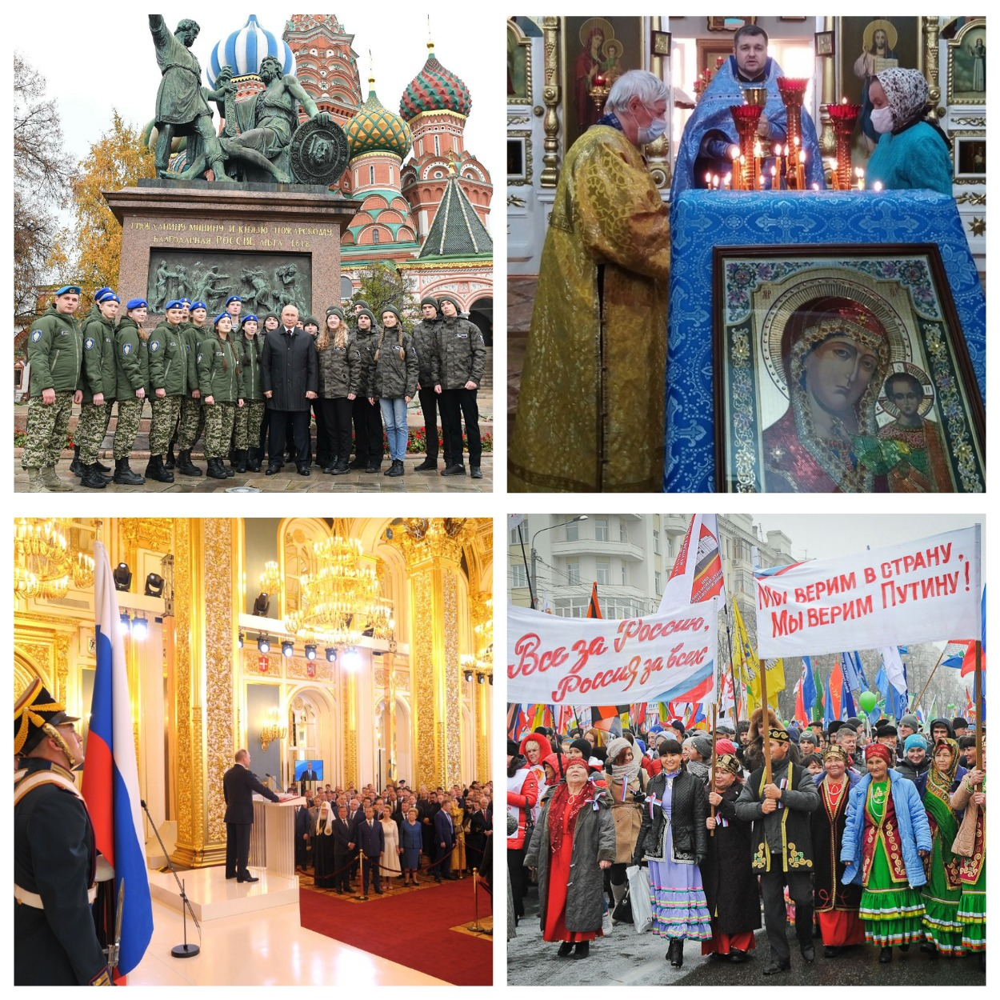 ГРАЖДАНИНУ МИНИНУ И КНЯЗЮ ПОЖАРСКОМУ
БЛАГОДАРНАЯ РОССІЯ, ЛѢТА 1818
Все за Россию,
Россия за всех
Мы верим в страну,
Мы верим Путину!